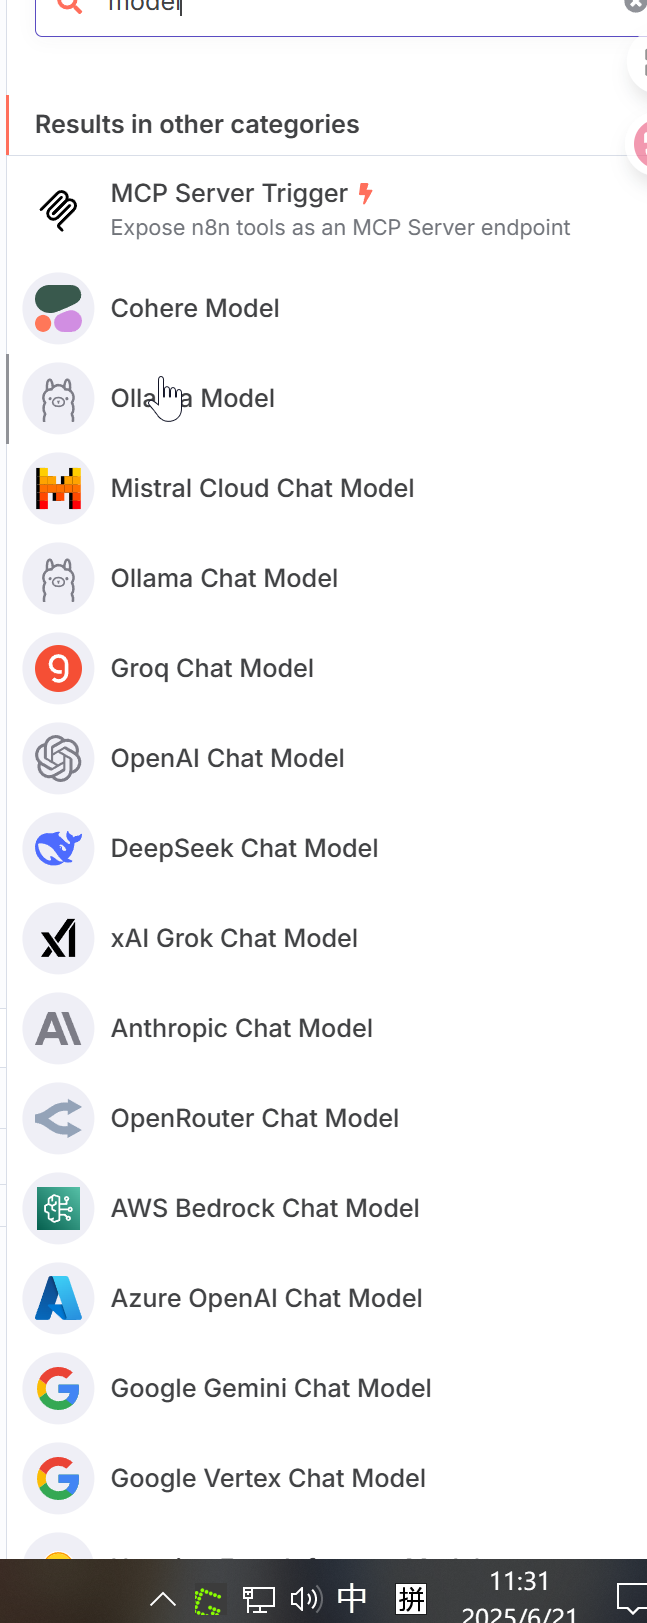 model
Results in other categories
MCP Server Trigger
Expose n8n tools as an MCP Server endpoint
Cohere Model
Ollama Model
Mistral Cloud Chat Model
Ollama Chat Model
Groq Chat Model
OpenAI Chat Model
DeepSeek Chat Model
xAI Grok Chat Model
Anthropic Chat Model
OpenRouter Chat Model
AWS Bedrock Chat Model
Azure OpenAI Chat Model
Google Gemini Chat Model
Google Vertex Chat Model
中 拼 11:31
2025/6/21